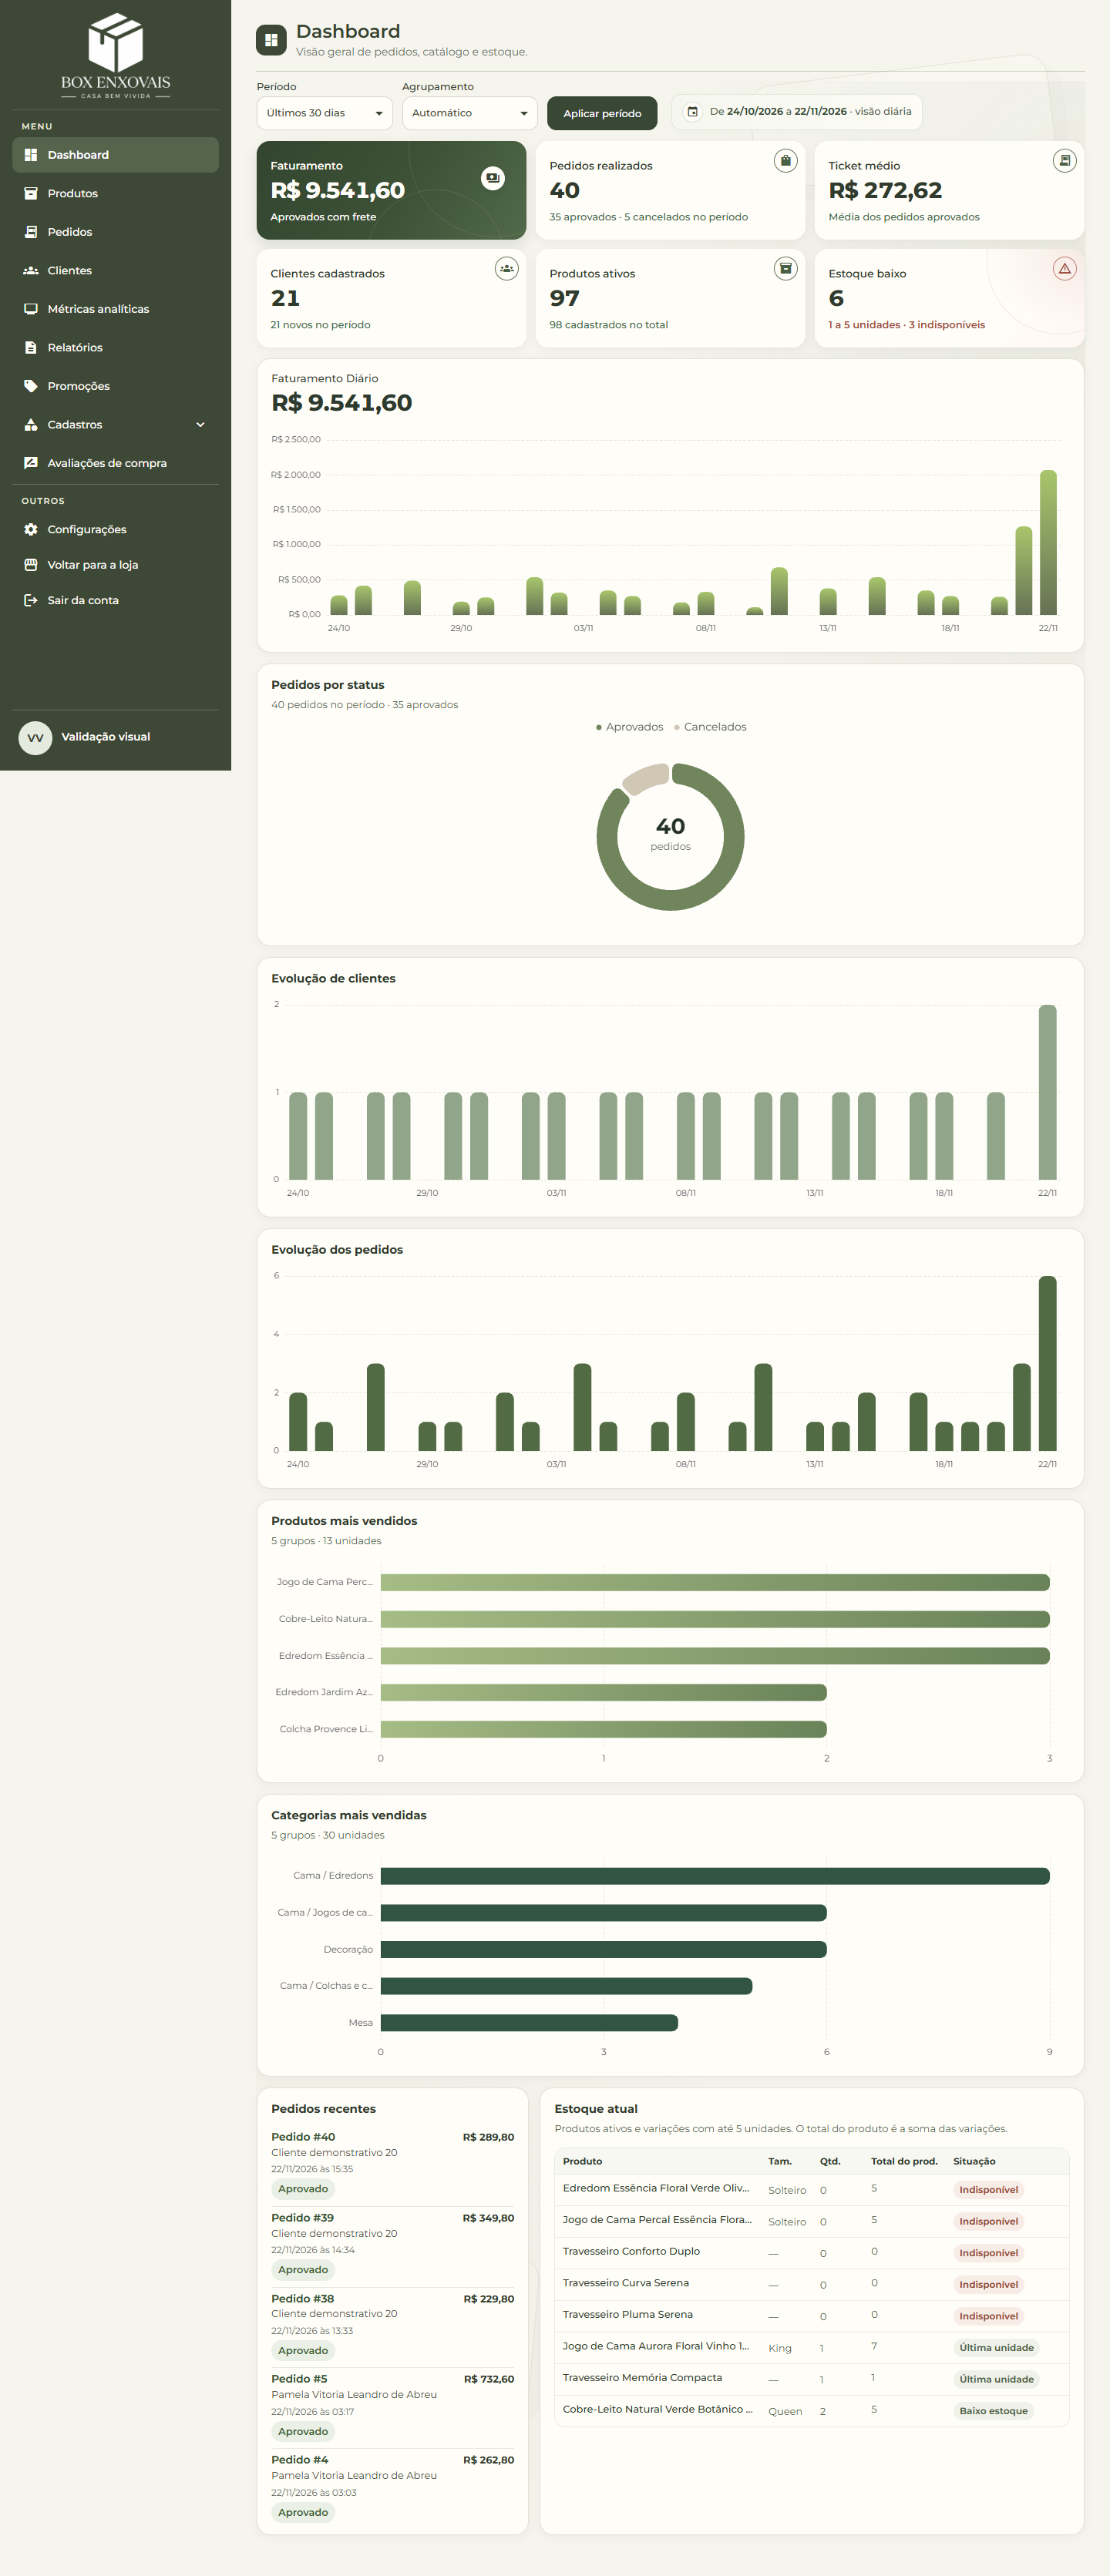 BOX ENXOVAIS
CASA BEM VIVIDA
MENU
Dashboard
Produtos
Pedidos
Clientes
Métricas analíticas
Relatórios
Promoções
Cadastros
Avaliações de compra
OUTROS
Configurações
Voltar para a loja
Sair da conta
VV
Validação visual
Dashboard
Visão geral de pedidos, catálogo e estoque.
Período
Agrupamento
Últimos 30 dias
Automático
Aplicar período
De 24/10/2026 a 22/11/2026 · visão diária
Faturamento
R$ 9.541,60
Aprovados com frete
Pedidos realizados
40
35 aprovados · 5 cancelados no período
Ticket médio
R$ 272,62
Média dos pedidos aprovados
Clientes cadastrados
21
21 novos no período
Produtos ativos
97
98 cadastrados no total
Estoque baixo
6
1 a 5 unidades · 3 indisponíveis
Faturamento Diário
R$ 9.541,60
R$ 2.500,00
R$ 2.000,00
R$ 1.500,00
R$ 1.000,00
R$ 500,00
R$ 0,00
24/10 29/10 03/11 08/11 13/11 18/11 22/11
Pedidos por status
40 pedidos no período · 35 aprovados
Aprovados Cancelados
40
pedidos
Evolução de clientes
2
1
0
24/10 29/10 03/11 08/11 13/11 18/11 22/11
Evolução dos pedidos
6
4
2
0
24/10 29/10 03/11 08/11 13/11 18/11 22/11
Produtos mais vendidos
5 grupos · 13 unidades
Jogo de Cama Perc...
Cobre-Leito Natura...
Edredom Essência ...
Edredom Jardim Az...
Colcha Provence Li...
0 1 2 3
Categorias mais vendidas
5 grupos · 30 unidades
Cama / Edredons
Cama / Jogos de ca...
Decoração
Cama / Colchas e c...
Mesa
0 3 6 9
Pedidos recentes
Pedido #40 R$ 289,80
Cliente demonstrativo 20
22/11/2026 às 15:35
Aprovado
Pedido #39 R$ 349,80
Cliente demonstrativo 20
22/11/2026 às 14:34
Aprovado
Pedido #38 R$ 229,80
Cliente demonstrativo 20
22/11/2026 às 13:33
Aprovado
Pedido #5 R$ 732,60
Pamela Vitoria Leandro de Abreu
22/11/2026 às 03:17
Aprovado
Pedido #4 R$ 262,80
Pamela Vitoria Leandro de Abreu
22/11/2026 às 03:03
Aprovado
Estoque atual
Produtos ativos e variações com até 5 unidades. O total do produto é a soma das variações.
Produto Tam. Qtd. Total do prod. Situação
Edredom Essência Floral Verde Oliv... Solteiro 0 5 Indisponível
Jogo de Cama Percal Essência Flora... Solteiro 0 5 Indisponível
Travesseiro Conforto Duplo — 0 0 Indisponível
Travesseiro Curva Serena — 0 0 Indisponível
Travesseiro Pluma Serena — 0 0 Indisponível
Jogo de Cama Aurora Floral Vinho 1... King 1 7 Última unidade
Travesseiro Memória Compacta — 1 1 Última unidade
Cobre-Leito Natural Verde Botânico ... Queen 2 5 Baixo estoque